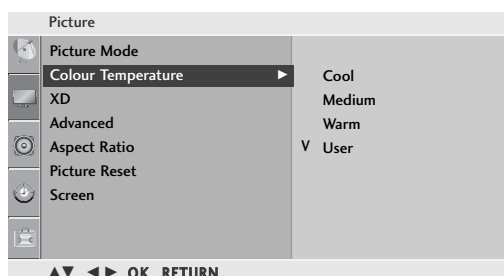 Picture
Picture Mode
Colour Temperature ► Cool
XD Medium
Advanced Warm
Aspect Ratio V User
Picture Reset
Screen
▲▼ ◄► OK RETURN